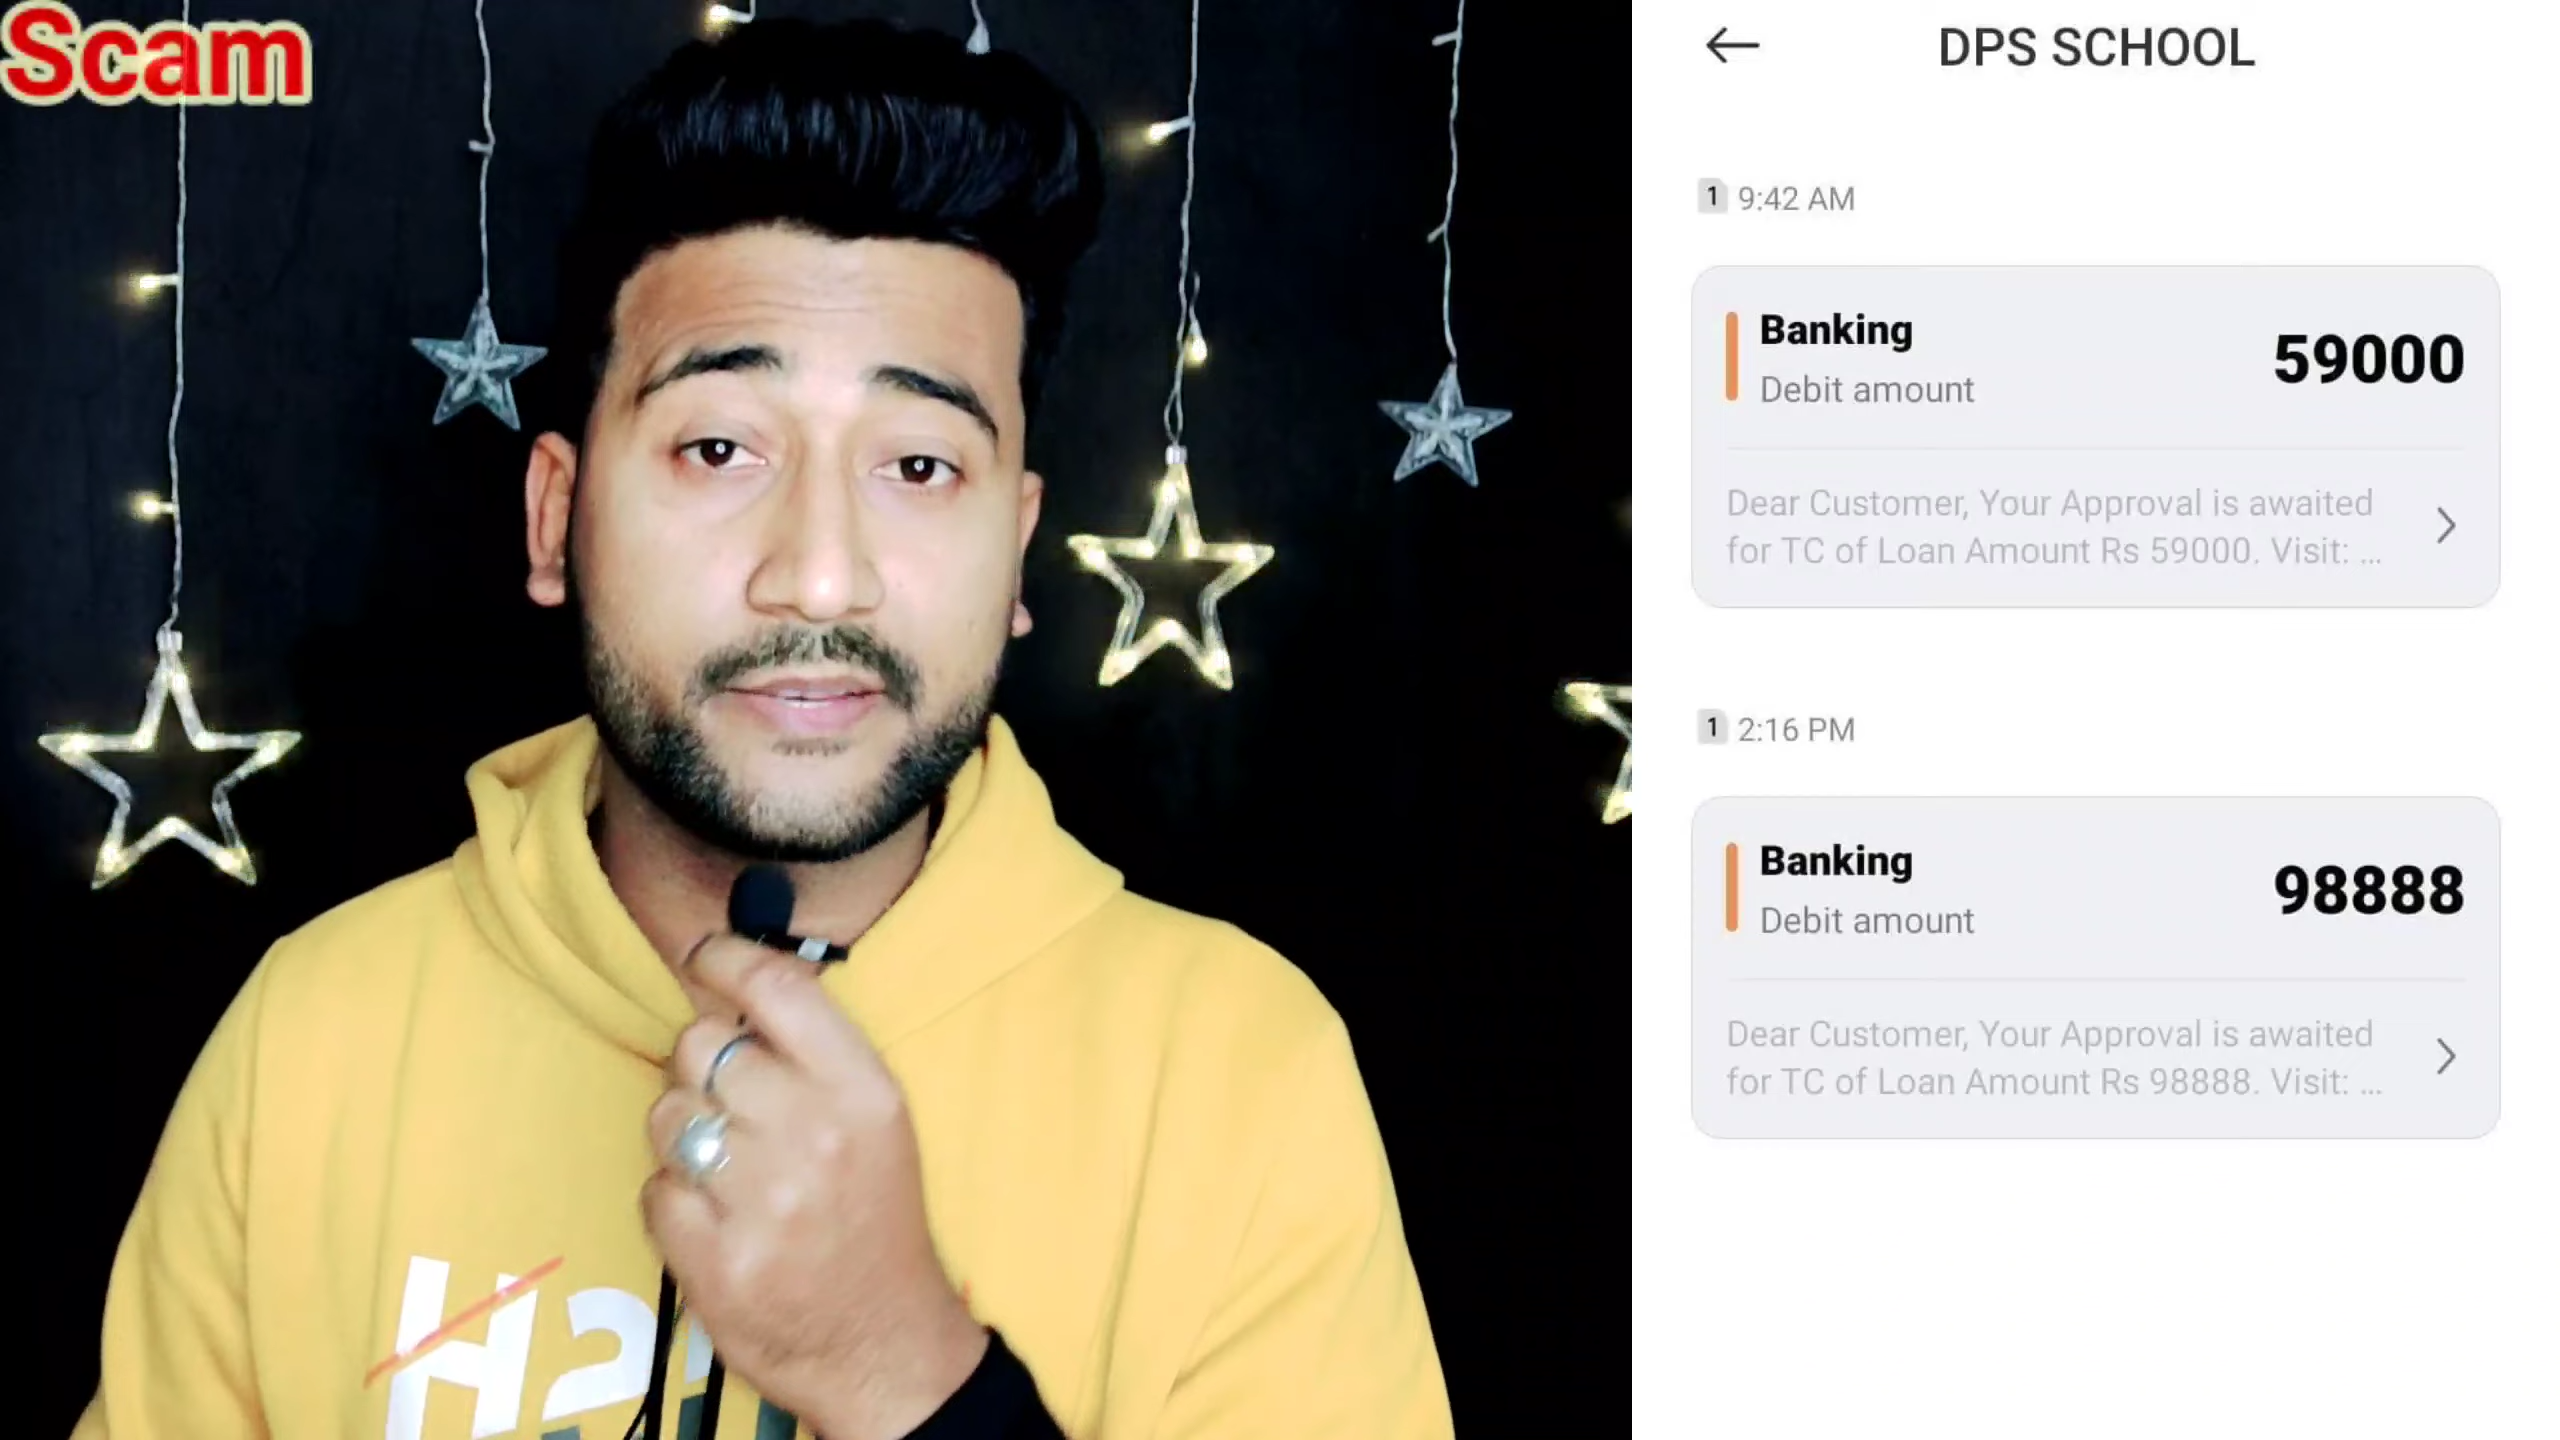 Scam
DPS SCHOOL
1 9:42 AM
Banking
Debit amount
59000
Dear Customer, Your Approval is awaited
for TC of Loan Amount Rs 59000. Visit: ...
1 2:16 PM
Banking
Debit amount
98888
Dear Customer, Your Approval is awaited
for TC of Loan Amount Rs 98888. Visit: ...